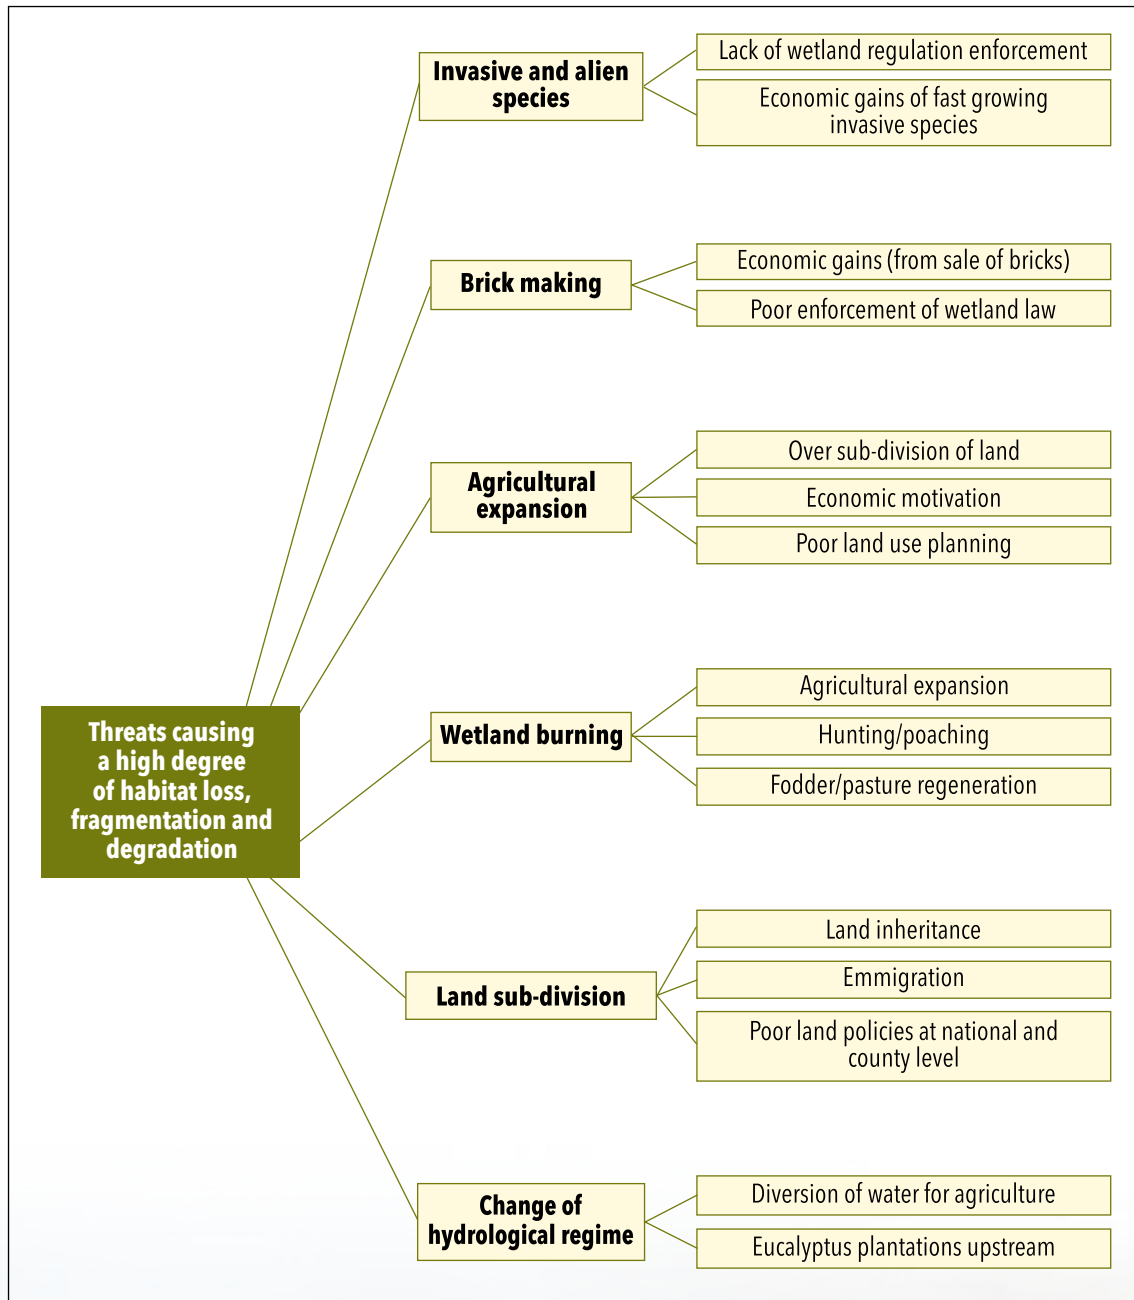 Invasive and alien
species
Lack of wetland regulation enforcement
Economic gains of fast growing
invasive species
Brick making
Economic gains (from sale of bricks)
Poor enforcement of wetland law
Agricultural
expansion
Over sub-division of land
Economic motivation
Poor land use planning
Threats causing
a high degree
of habitat loss,
fragmentation and
degradation
Wetland burning
Agricultural expansion
Hunting/poaching
Fodder/pasture regeneration
Land sub-division
Land inheritance
Emmigration
Poor land policies at national and
county level
Change of
hydrological regime
Diversion of water for agriculture
Eucalyptus plantations upstream